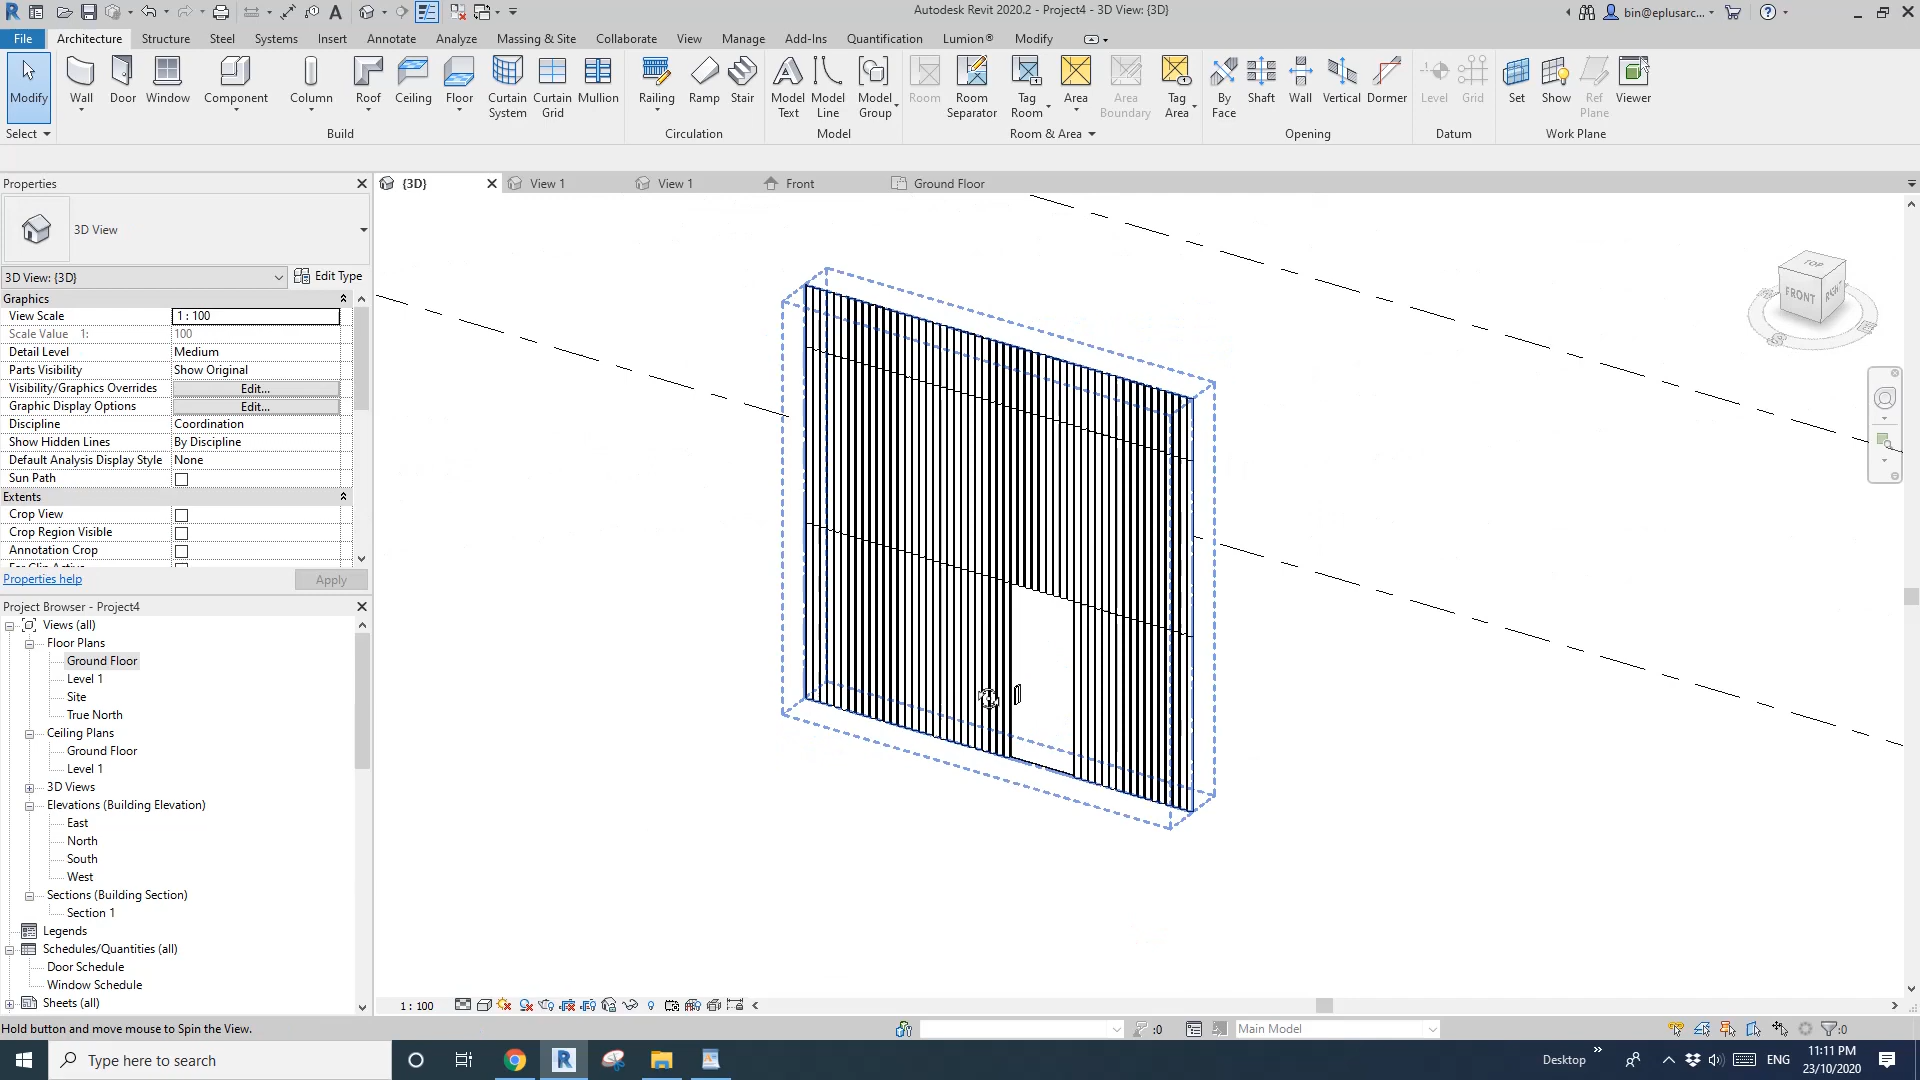 Autodesk Revit 2020.2 - Project4 - 3D View: {3D}
bin@eplusarc...
File Architecture Structure Steel Systems Insert Annotate Analyze Massing & Site Collaborate View Manage Add-Ins Quantification Lumion® Modify
Modify Wall Door Window Component Column Roof Ceiling Floor Curtain System Curtain Grid Mullion Railing Ramp Stair Model Text Model Line Model Group Room Room Separator Tag Room Area Area Boundary Tag Area By Face Shaft Wall Vertical Dormer Level Grid Set Show Ref Plane Viewer
Select Build Circulation Model Room & Area Opening Datum Work Plane
Properties
{3D} View 1 View 1 Front Ground Floor
3D View
3D View: {3D} Edit Type
Graphics
View Scale 1 : 100
Scale Value 1: 100
Detail Level Medium
Parts Visibility Show Original
Visibility/Graphics Overrides Edit...
Graphic Display Options Edit...
Discipline Coordination
Show Hidden Lines By Discipline
Default Analysis Display Style None
Sun Path
Extents
Crop View
Crop Region Visible
Annotation Crop
Properties help Apply
TOP
FRONT
RIGHT
Project Browser - Project4
Views (all)
Floor Plans
Ground Floor
Level 1
Site
True North
Ceiling Plans
Ground Floor
Level 1
3D Views
Elevations (Building Elevation)
East
North
South
West
Sections (Building Section)
Section 1
Legends
Schedules/Quantities (all)
Door Schedule
Window Schedule
Sheets (all)
1 : 100
Hold button and move mouse to Spin the View.
:0
Main Model
:0
Type here to search
Desktop
ENG
11:11 PM
23/10/2020